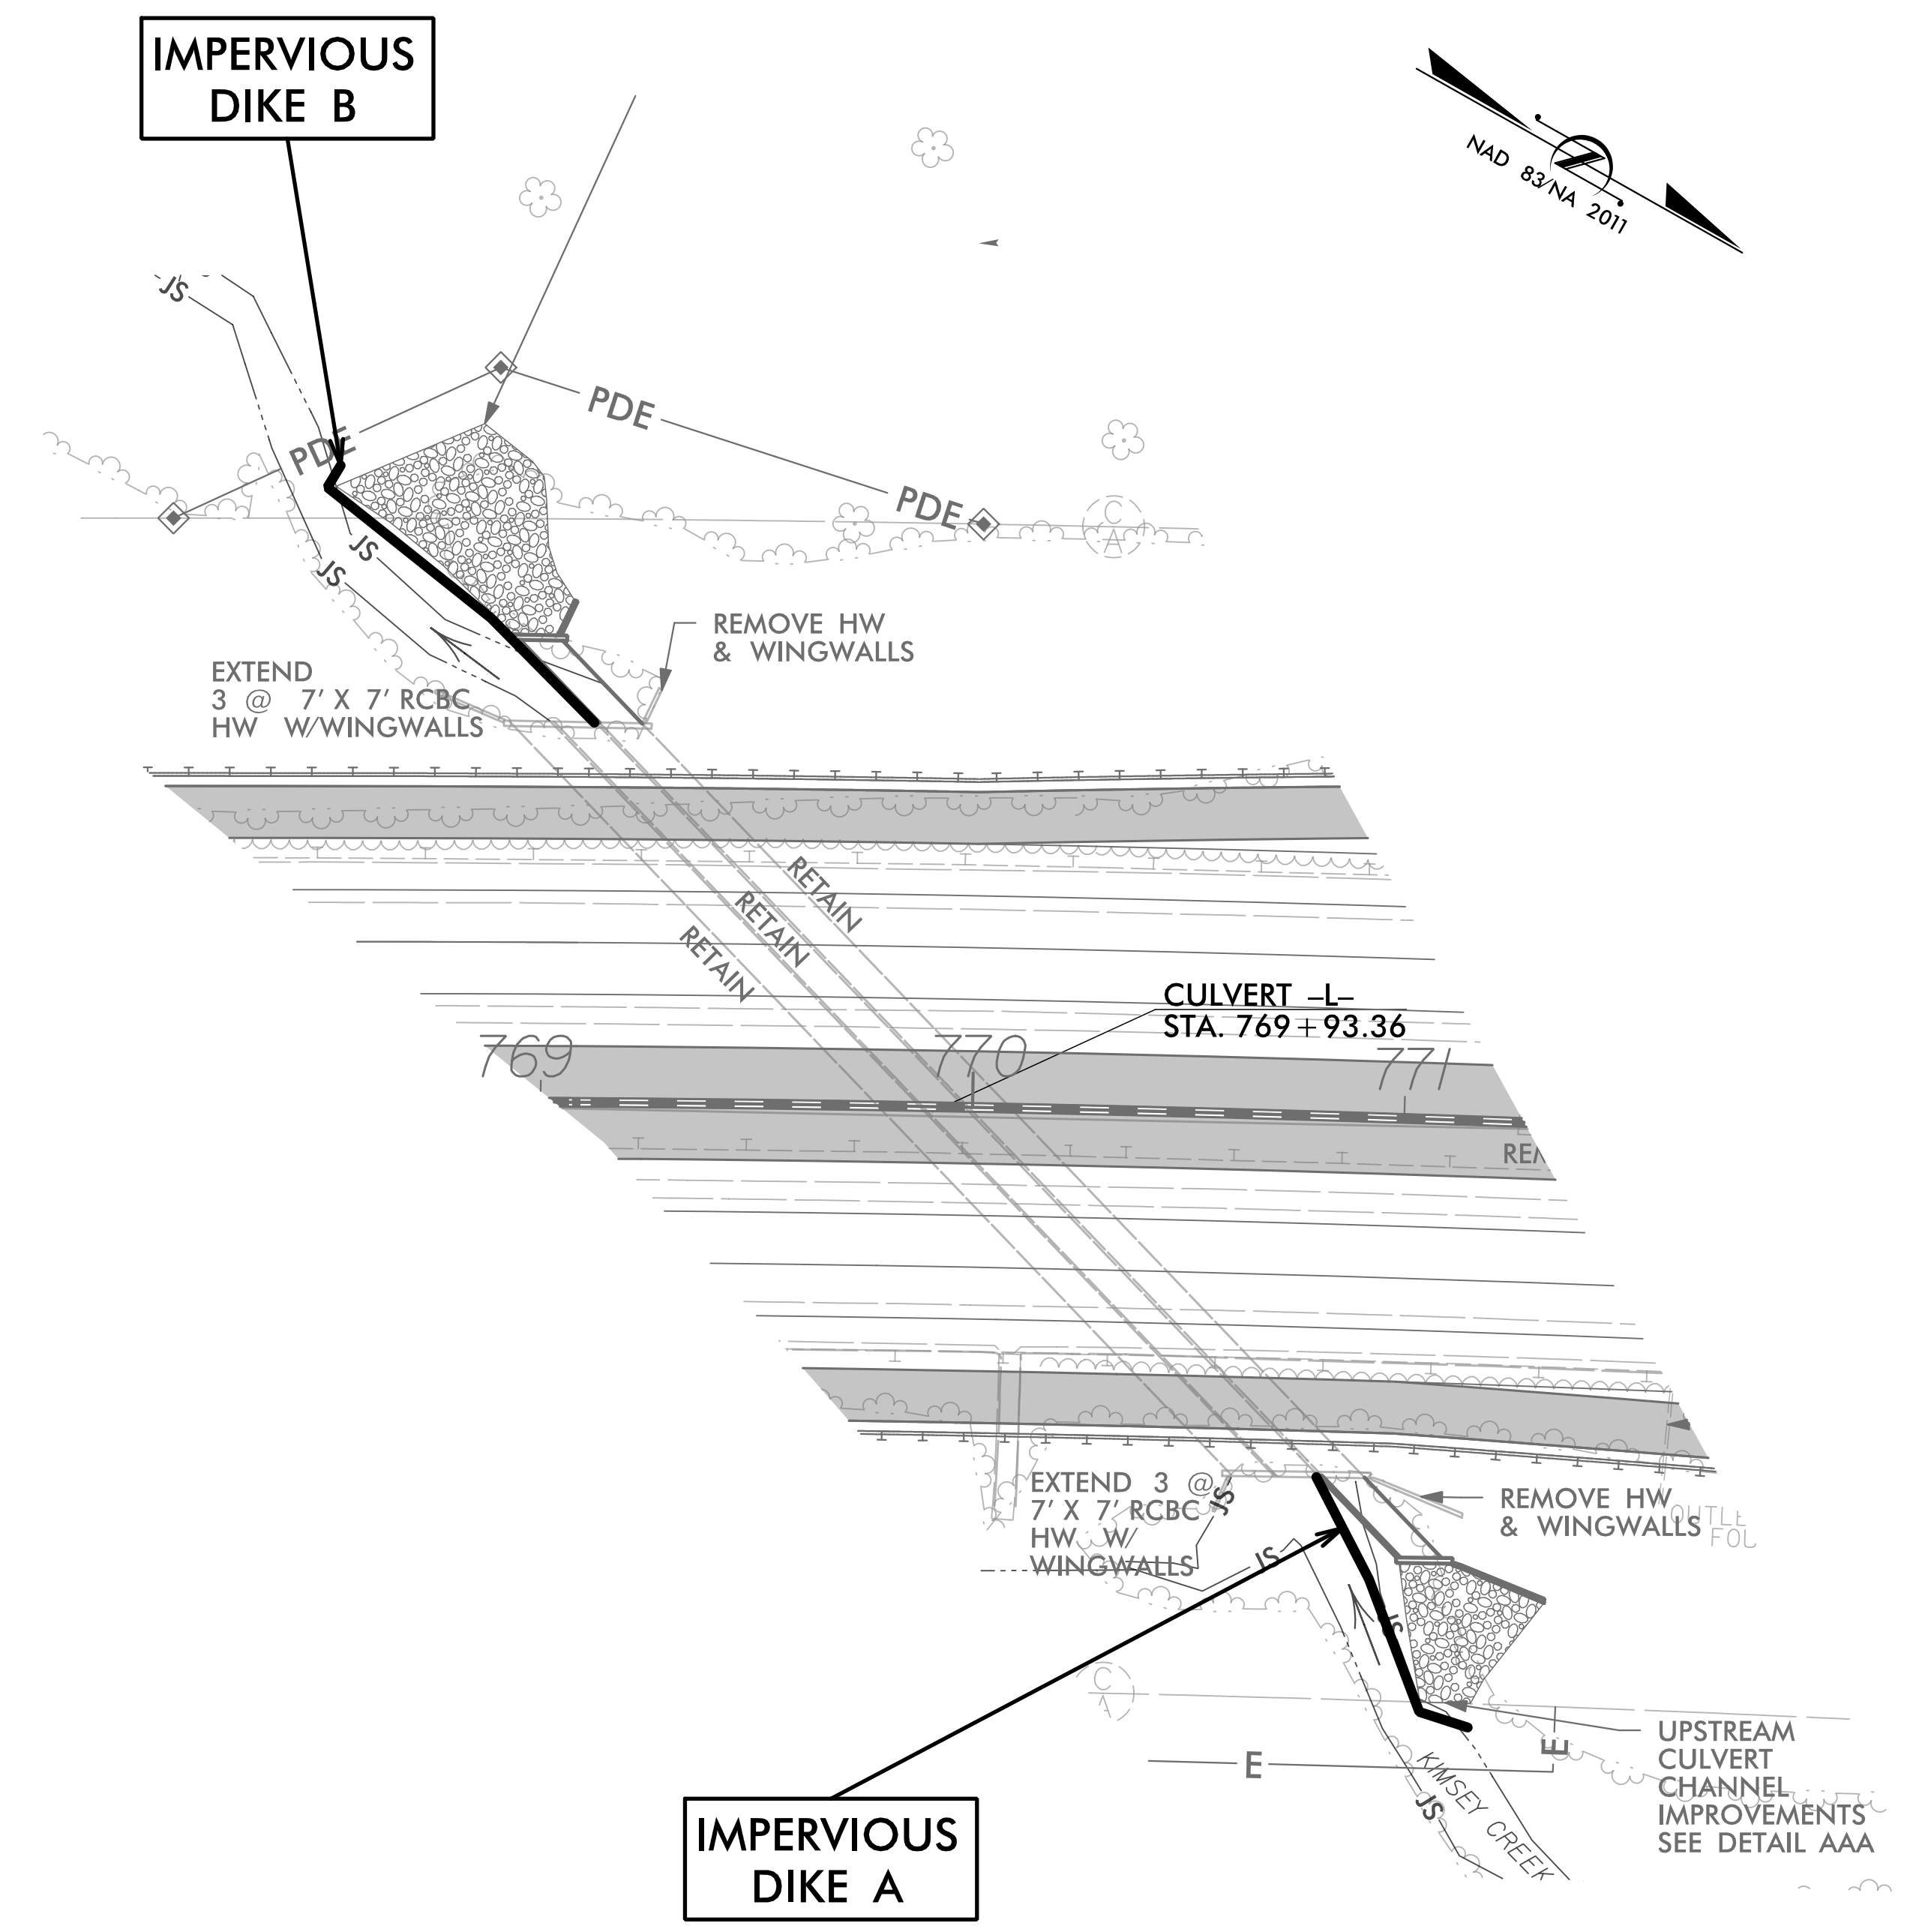 IMPERVIOUS
DIKE B
NAD 83/NA 2011
JS
PDE
PDE
PDE
C
A
JS
JS
REMOVE HW
& WINGWALLS
EXTEND
3 @ 7' X 7' RCBC
HW W/WINGWALLS
RETAIN
RETAIN
RETAIN
CULVERT –L–
STA. 769+93.36
769
770
771
EXTEND 3 @
7' X 7' RCBC
HW W/
WINGWALLS
JS
JS
JS
REMOVE HW
& WINGWALLS
C
A
E
E
UPSTREAM
CULVERT
CHANNEL
IMPROVEMENTS
SEE DETAIL AAA
KIMSEY CREEK
JS
IMPERVIOUS
DIKE A